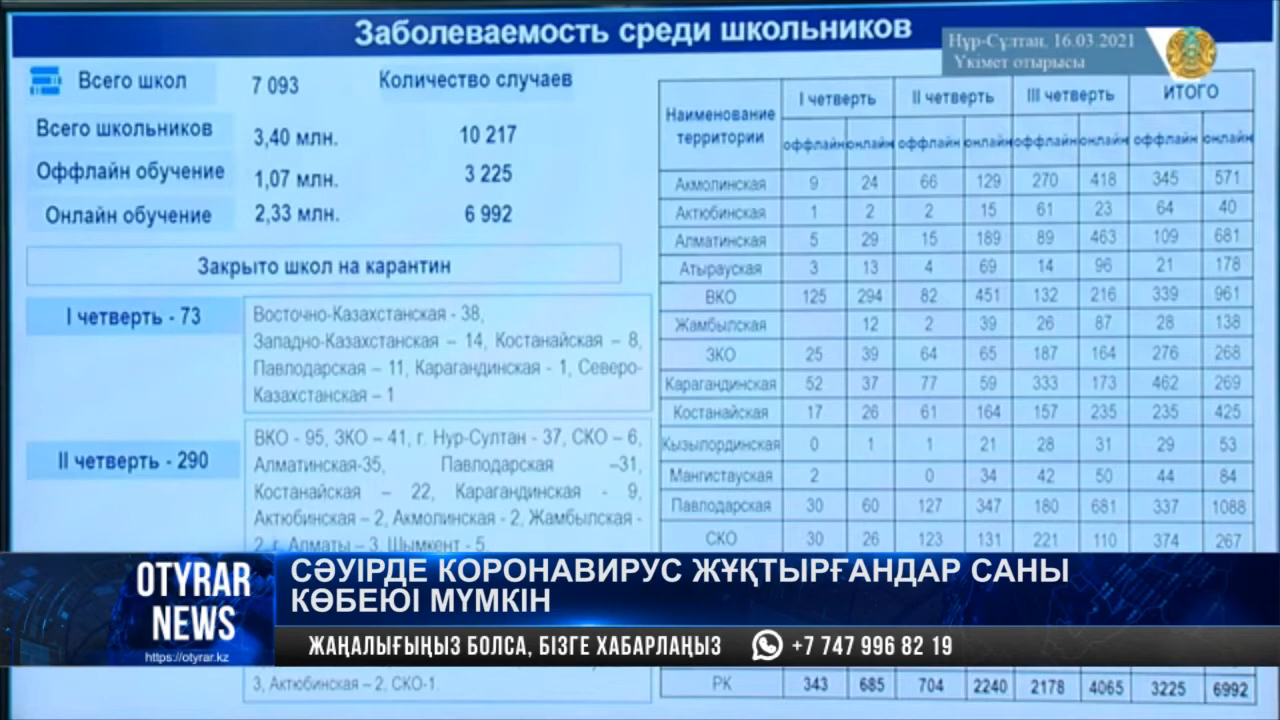 Заболеваемость среди школьников
Нұр-Сұлтан, 16.03.2021
Үкімет отырысы
Всего школ 7 093 Количество случаев
Всего школьников 3,40 млн. 10 217
Оффлайн обучение 1,07 млн. 3 225
Онлайн обучение 2,33 млн. 6 992
Закрыто школ на карантин
I четверть - 73
Восточно-Казахстанская - 38,
Западно-Казахстанская – 14, Костанайская – 8,
Павлодарская – 11, Карагандинская - 1, Северо-
Казахстанская – 1
II четверть - 290
ВКО - 95, ЗКО – 41, г. Нур-Султан - 37, СКО – 6,
Алматинская-35, Павлодарская –31,
Костанайская – 22, Карагандинская - 9,
Актюбинская – 2, Акмолинская - 2, Жамбылская -
2, г. Алматы – 3, Шымкент - 5
3, Актюбинская – 2, СКО-1.
Наименование территории I четверть II четверть III четверть ИТОГО
оффлайн онлайн оффлайн онлайн оффлайн онлайн оффлайн онлайн
Акмолинская 9 24 66 129 270 418 345 571
Актюбинская 1 2 2 15 61 23 64 40
Алматинская 5 29 15 189 89 463 109 681
Атырауская 3 13 4 69 14 96 21 178
ВКО 125 294 82 451 132 216 339 961
Жамбылская 12 2 39 26 87 28 138
ЗКО 25 39 64 65 187 164 276 268
Карагандинская 52 37 77 59 333 173 462 269
Костанайская 17 26 61 164 157 235 235 425
Кызылординская 0 1 1 21 28 31 29 53
Мангистауская 2 0 34 42 50 44 84
Павлодарская 30 60 127 347 180 681 337 1088
СКО 30 26 123 131 221 110 374 267
РК 343 685 704 2240 2178 4065 3225 6992
OTYRAR
NEWS
https://otyrar.kz
СӘУІРДЕ КОРОНАВИРУС ЖҰҚТЫРҒАНДАР САНЫ
КӨБЕЮІ МҮМКІН
ЖАҢАЛЫҒЫҢЫЗ БОЛСА, БІЗГЕ ХАБАРЛАҢЫЗ +7 747 996 82 19